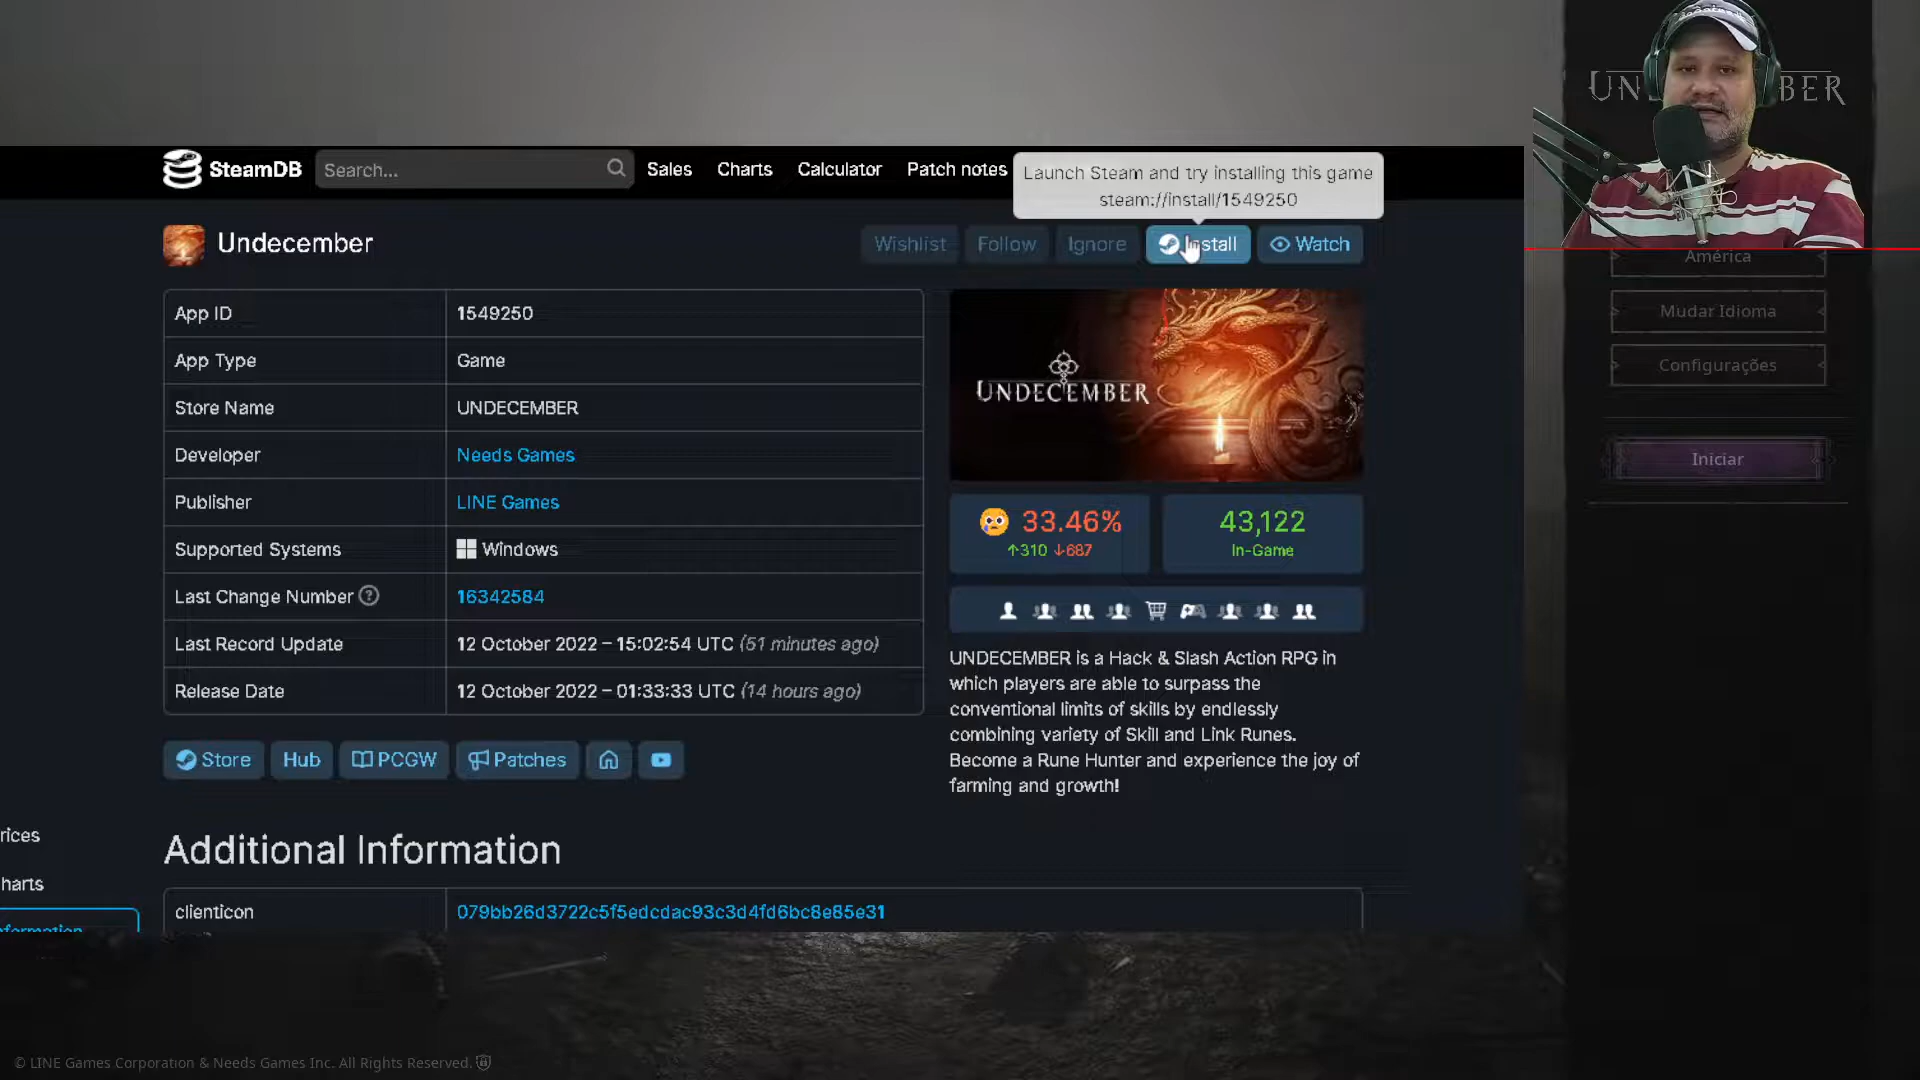 SteamDB
Search...
Sales
Charts
Calculator
Patch notes
Launch Steam and try installing this game
steam://install/1549250
Undecember
Wishlist
Follow
Ignore
Watch
App ID 1549250
App Type Game
Store Name UNDECEMBER
Developer Needs Games
Publisher LINE Games
Supported Systems Windows
Last Change Number 16342584
Last Record Update 12 October 2022 – 15:02:54 UTC (51 minutes ago)
Release Date 12 October 2022 – 01:33:33 UTC (14 hours ago)
UNDECEMBER
33.46%
↑310 ↓687
43,122
In-Game
UNDECEMBER is a Hack & Slash Action RPG in
which players are able to surpass the
conventional limits of skills by endlessly
combining variety of Skill and Link Runes.
Become a Rune Hunter and experience the joy of
farming and growth!
Store
Hub
PCGW
Patches
rices
harts
Additional Information
clienticon 079bb26d3722c5f5edcdac93c3d4fd6bc8e85e31
América
Mudar Idioma
Configurações
Iniciar
© LINE Games Corporation & Needs Games Inc. All Rights Reserved.